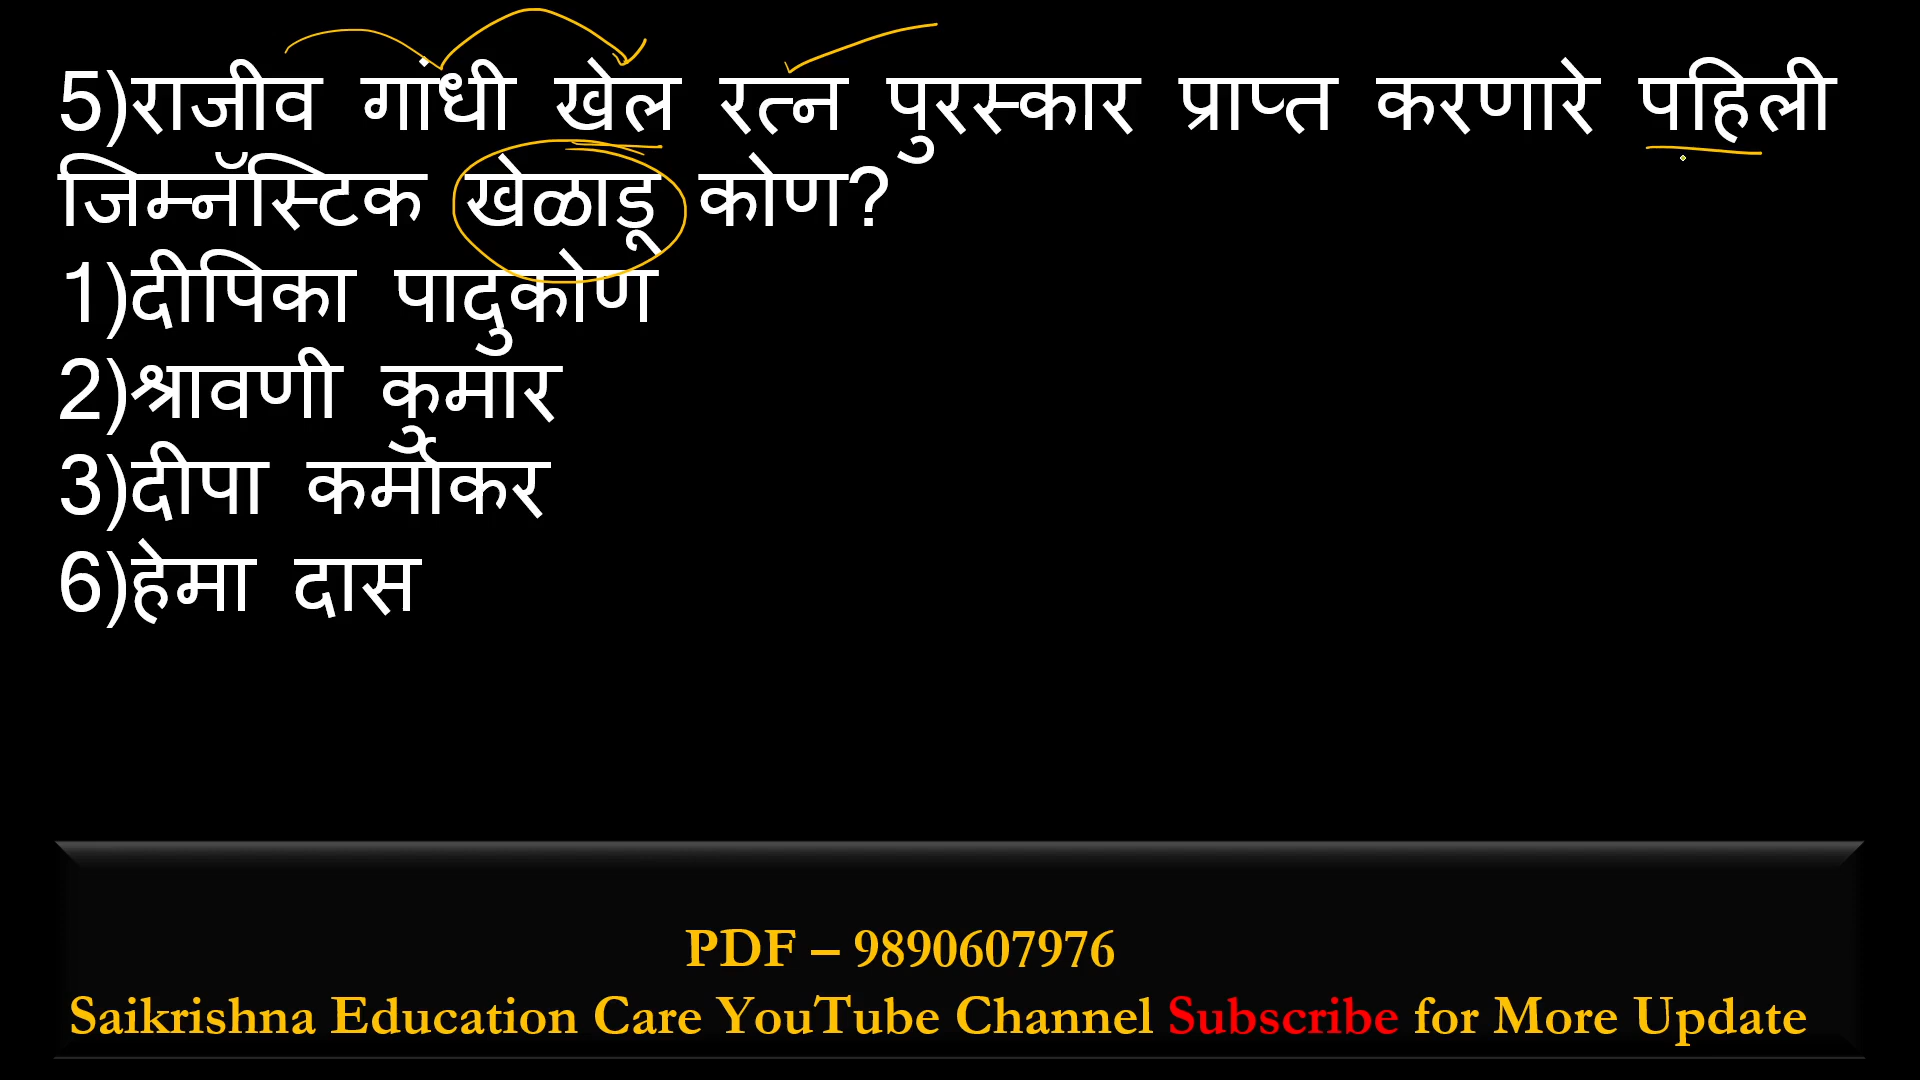 5)राजीव गांधी खेल रत्न पुरस्कार प्राप्त करणारे पहिली
जिम्नॅस्टिक खेळाडू कोण?
1)दीपिका पादुकोण
2)श्रावणी कुमार
3)दीपा कर्माकर
6)हेमा दास
PDF – 9890607976
Saikrishna Education Care YouTube Channel Subscribe for More Update